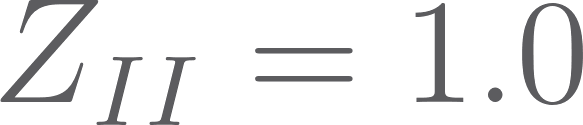 Z_{II} = 1.0